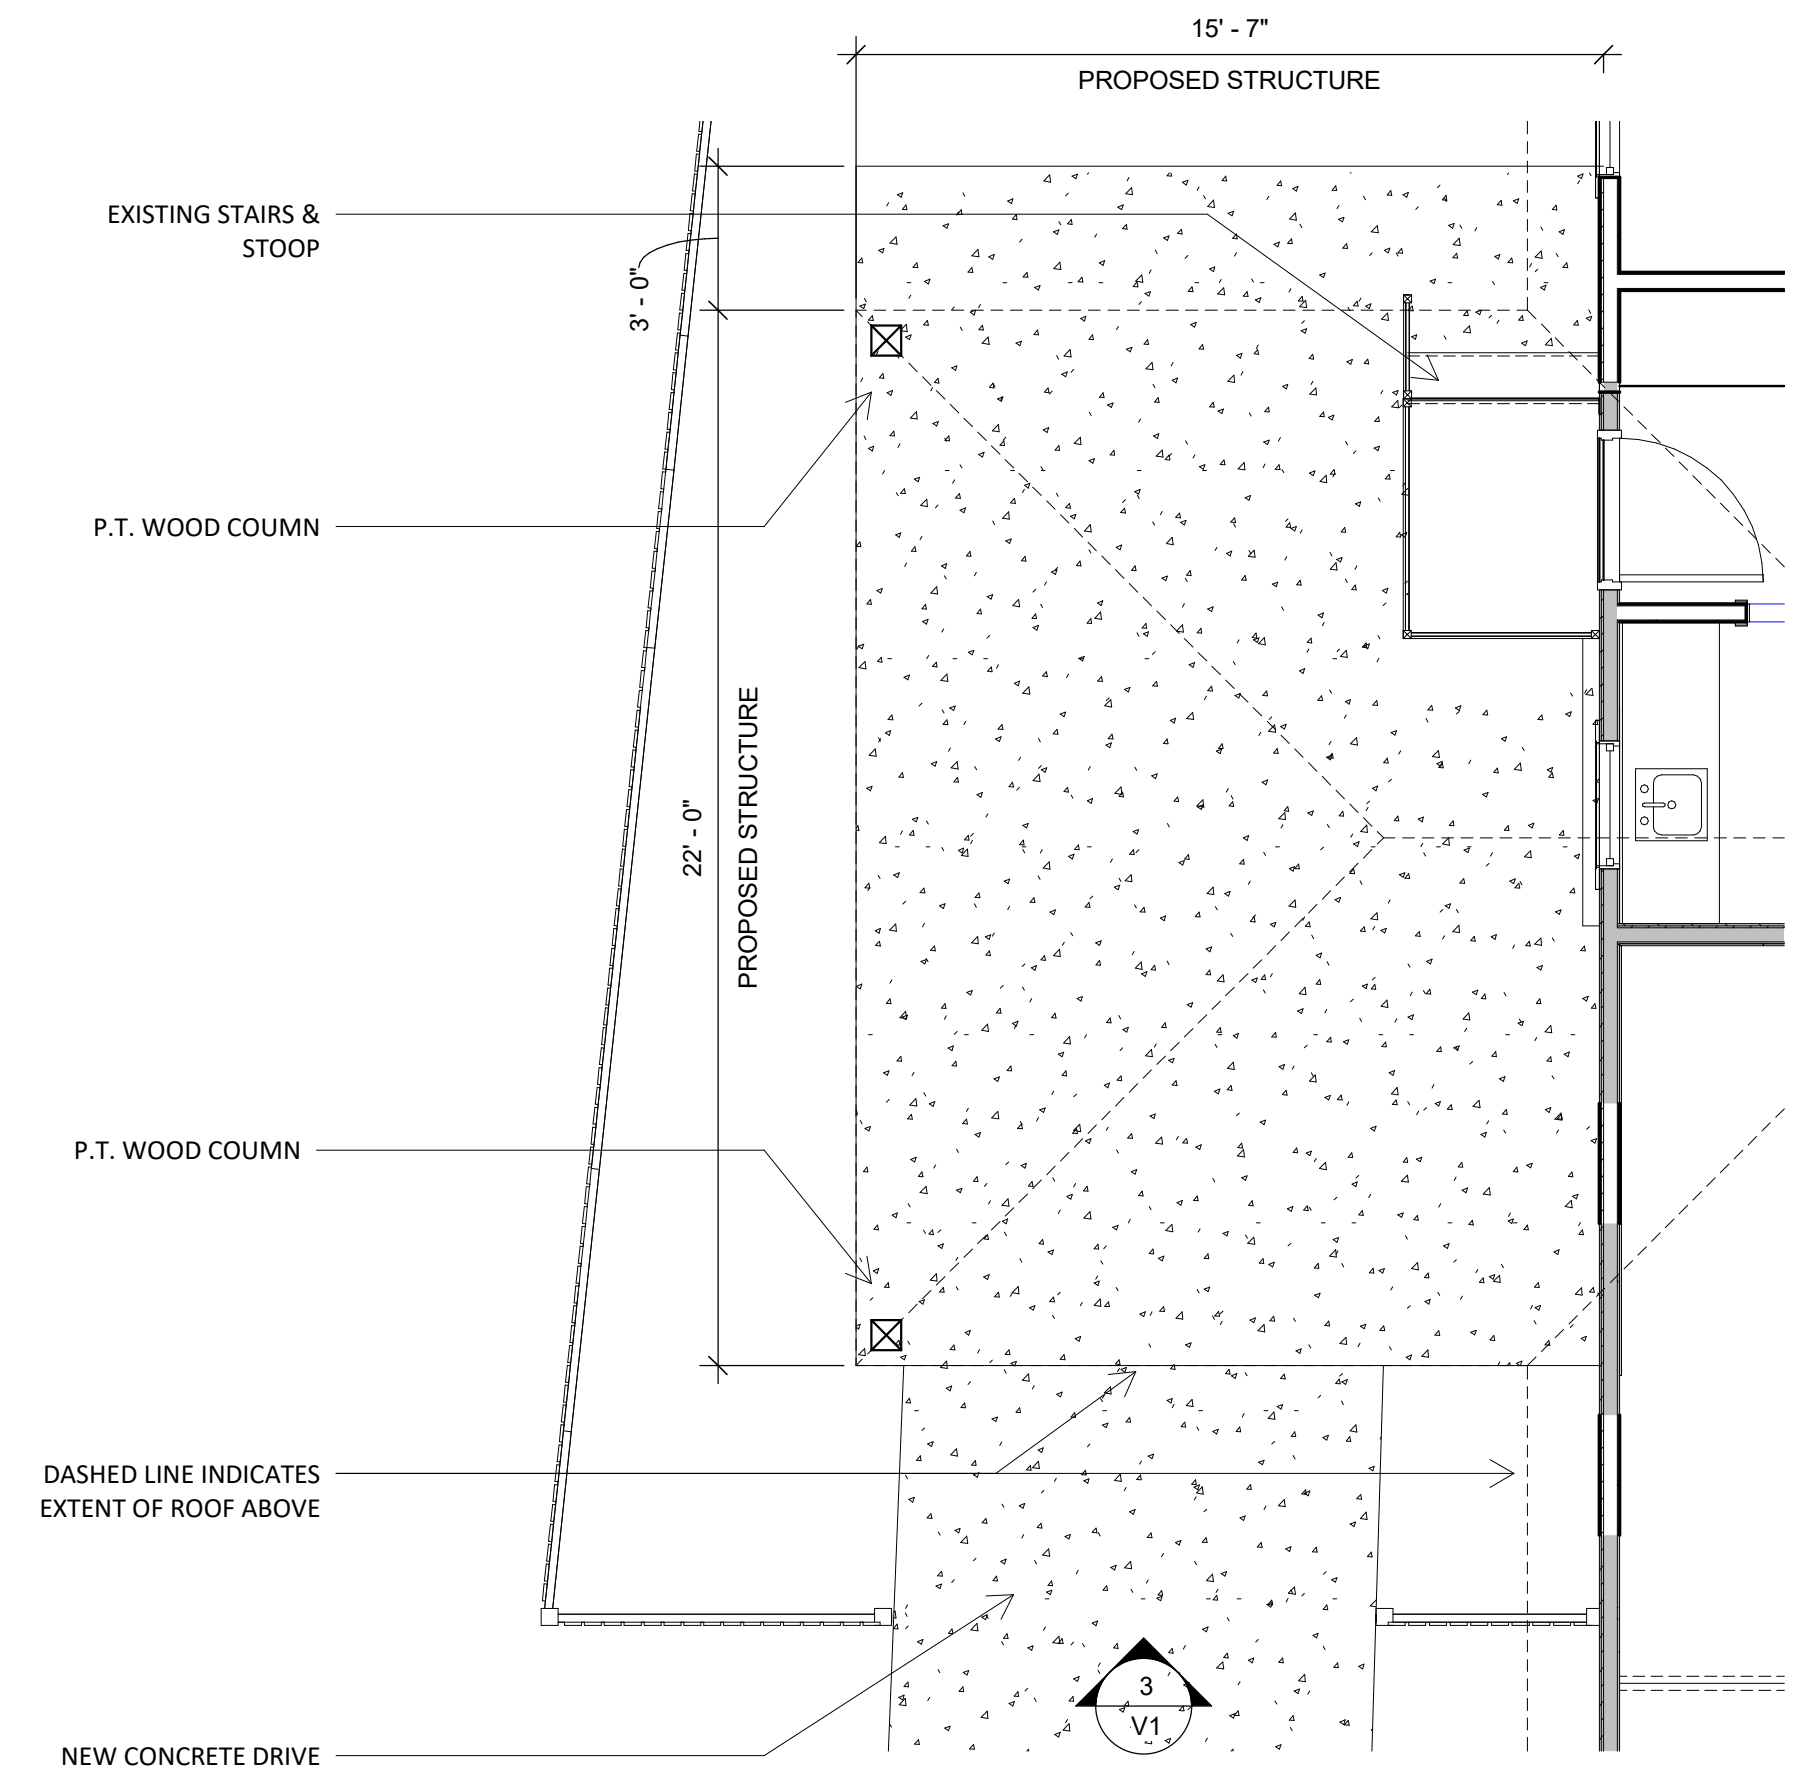 15' - 7"
PROPOSED STRUCTURE
EXISTING STAIRS &
STOOP
3' - 0"
P.T. WOOD COUMN
22' - 0"
PROPOSED STRUCTURE
P.T. WOOD COUMN
DASHED LINE INDICATES
EXTENT OF ROOF ABOVE
3
V1
NEW CONCRETE DRIVE